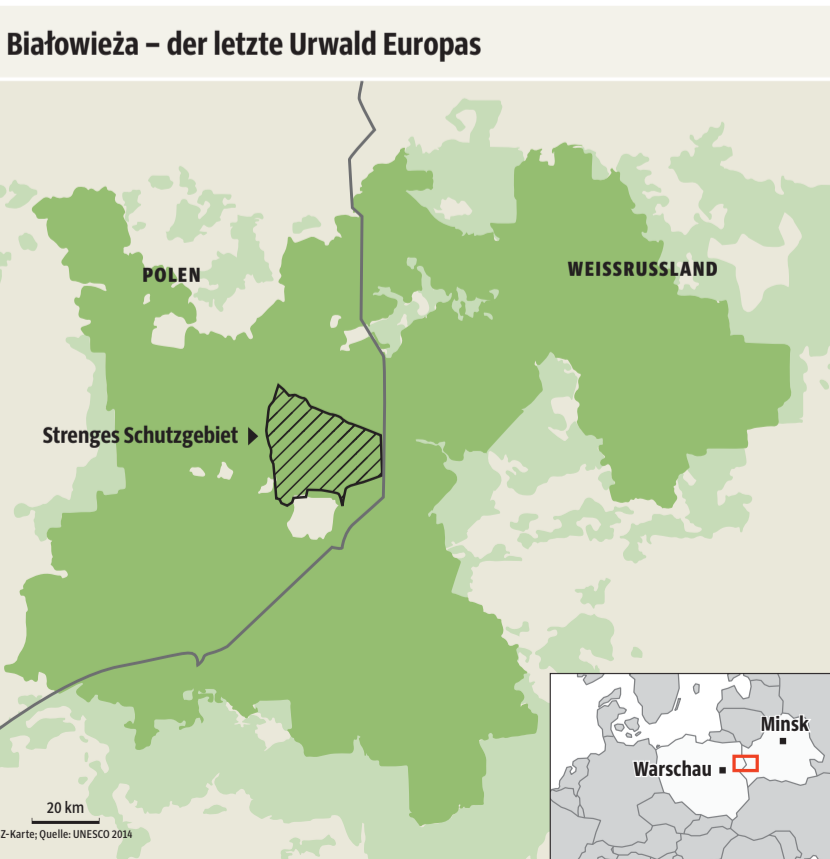 Białowieża – der letzte Urwald Europas
POLEN
WEISSRUSSLAND
Strenges Schutzgebiet
Minsk
Warschau
20 km
Z-Karte; Quelle: UNESCO 2014